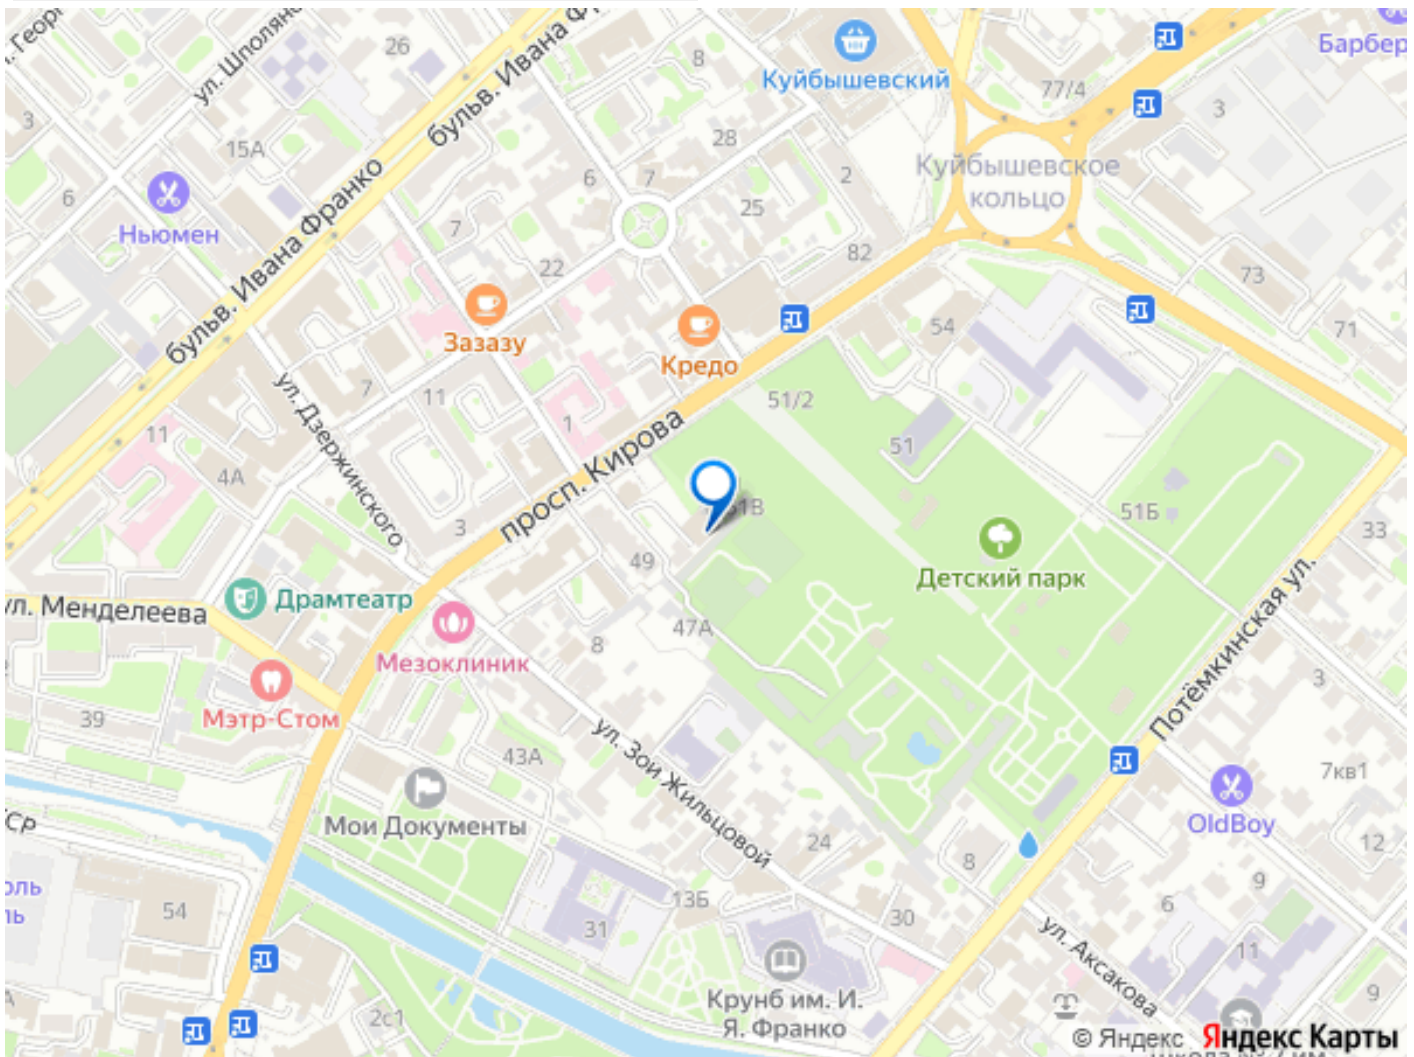 ул. Шполянской
бульв. Ивана Франко
26
8
Куйбышевский
77/4
Барбер
3
3
15А
28
Куйбышевское
кольцо
6
Ньюмен
6
7
2
25
7
бульв. Ивана Франко
22
82
73
Зазазу
Кредо
54
71
ул. Дзержинского
7
11
51/2
1
просп. Кирова
51
11
4А
51В
51Б
3
33
49
Детский парк
Драмтеатр
ул. Менделеева
47А
8
Мезоклиник
Потёмкинская ул.
3
Мэтр-Стом
39
43А
ул. Зои Жильцовой
7кв1
Мои Документы
OldBoy
24
12
8
9
54
13Б
6
31
30
11
ул. Аксакова
Крунб им. И.
Я. Франко
9
2с1
© Яндекс Яндекс Карты